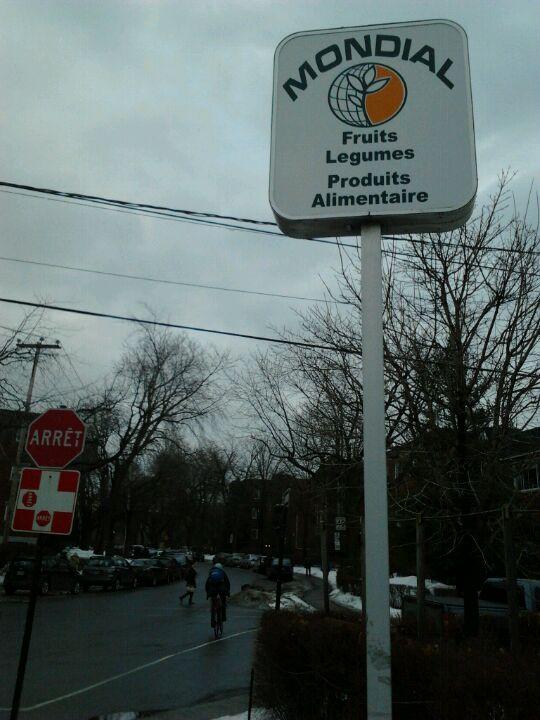 MONDIAL
Fruits
Legumes
Produits
Alimentaire
ARRÊT